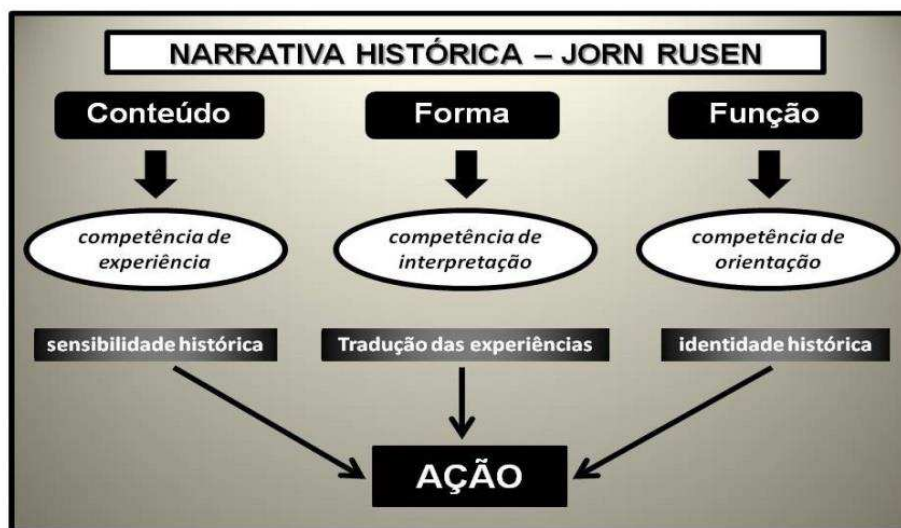 NARRATIVA HISTÓRICA – JORN RUSEN
Conteúdo
Forma
Função
competência de
experiência
competência de
interpretação
competência de
orientação
sensibilidade histórica
Tradução das experiências
identidade histórica
AÇÃO